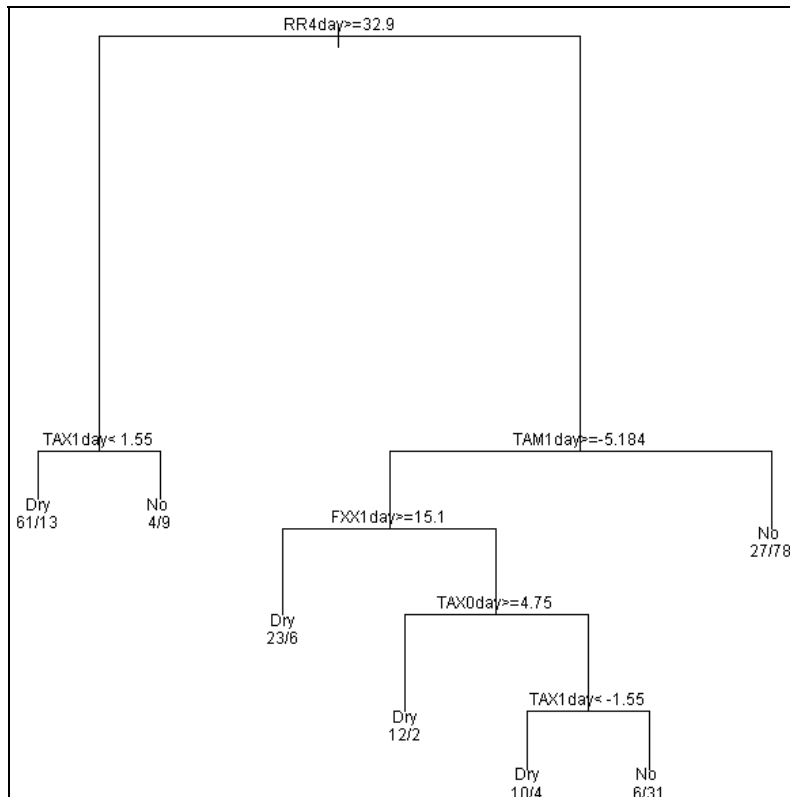 RR4day>=32.9
TAX1day< 1.55
TAM1day>=-5.184
Dry
61/13
No
4/9
FXX1day>=15.1
No
27/78
TAX0day>=4.75
Dry
23/6
TAX1day< -1.55
Dry
12/2
Dry
10/4
No
6/31